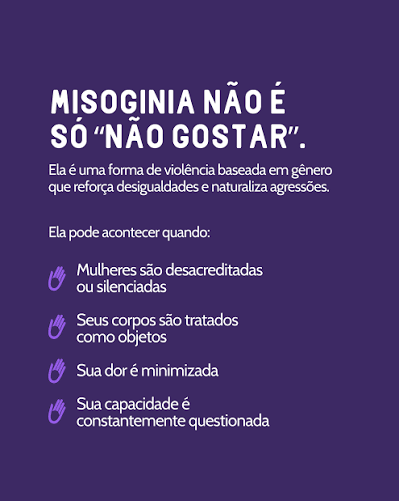 MISOGINIA NÃO É
SÓ “NÃO GOSTAR”.
Ela é uma forma de violência baseada em gênero
que reforça desigualdades e naturaliza agressões.
Ela pode acontecer quando:
Mulheres são desacreditadas
ou silenciadas
Seus corpos são tratados
como objetos
Sua dor é minimizada
Sua capacidade é
constantemente questionada